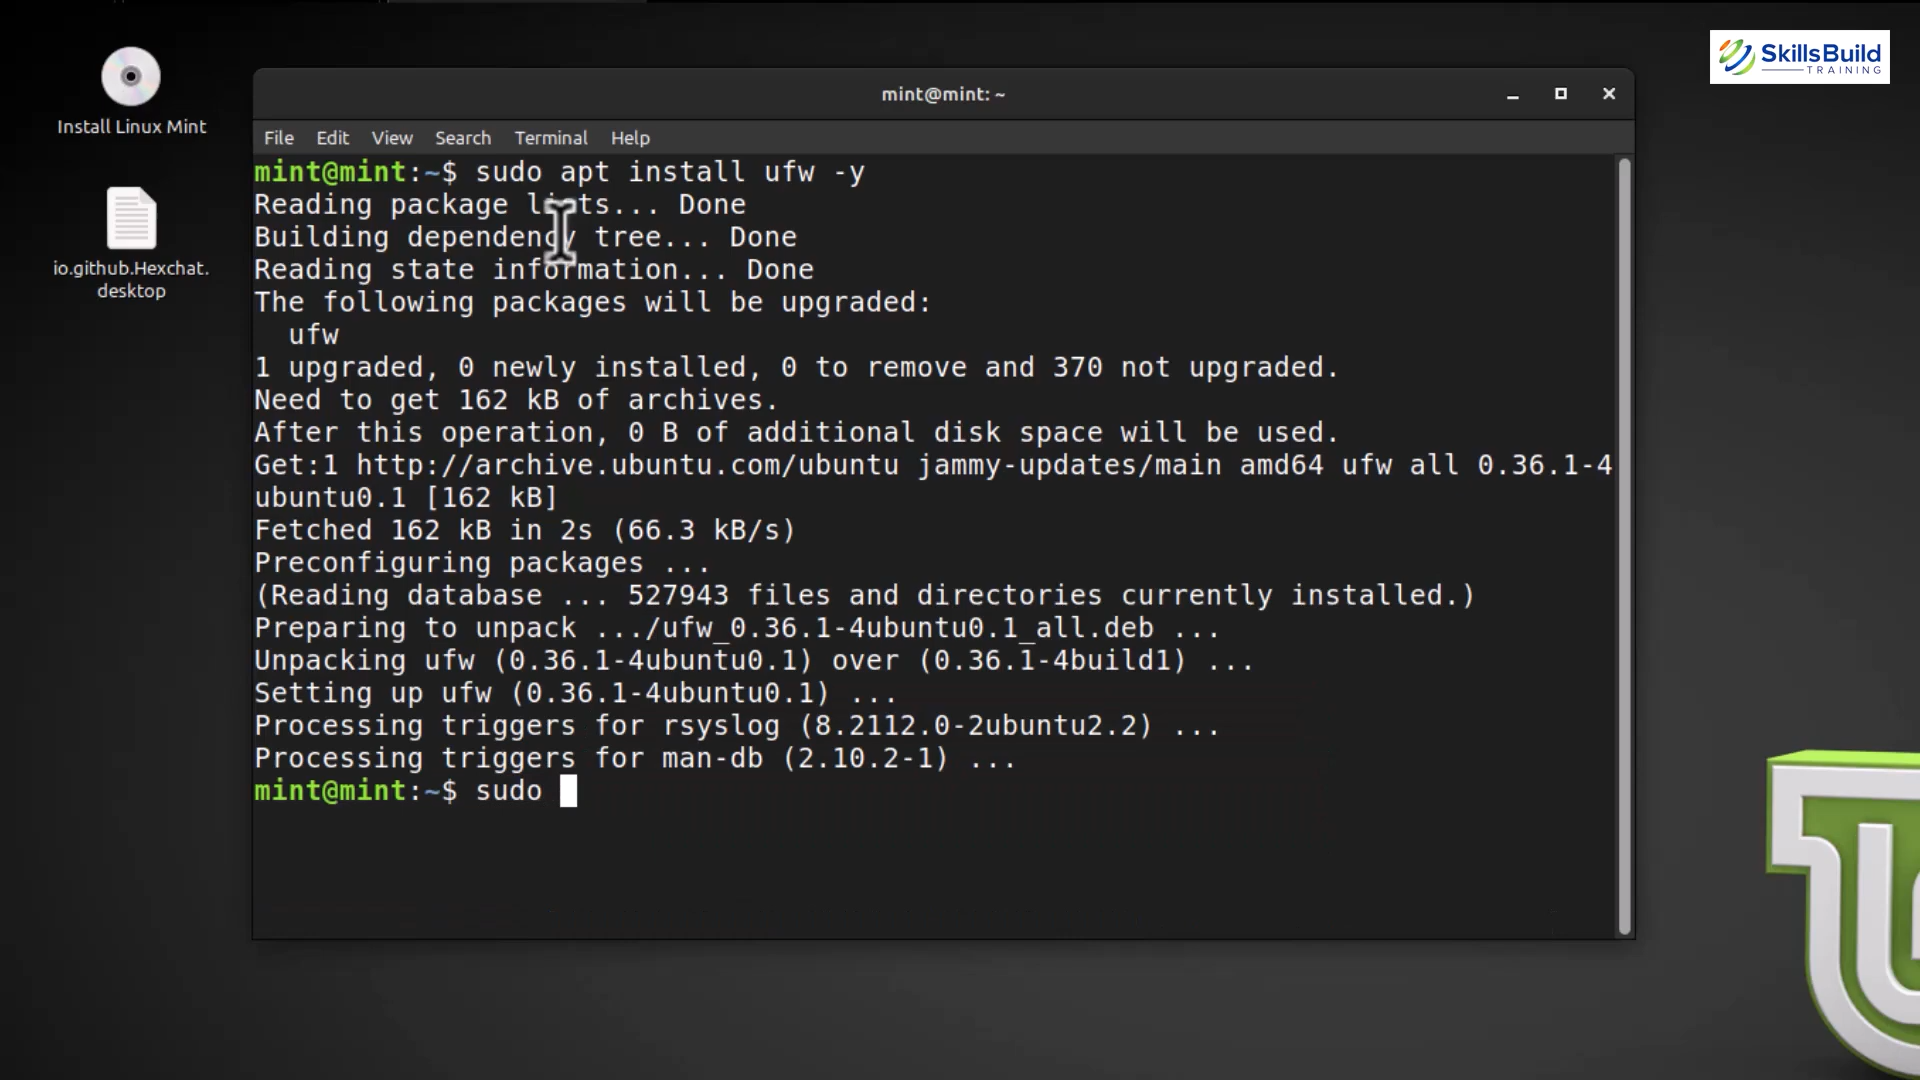 SkillsBuild
TRAINING
Install Linux Mint
io.github.Hexchat.
desktop
mint@mint: ~
File Edit View Search Terminal Help
mint@mint:~$ sudo apt install ufw -y
Reading package lists... Done
Building dependency tree... Done
Reading state information... Done
The following packages will be upgraded:
  ufw
1 upgraded, 0 newly installed, 0 to remove and 370 not upgraded.
Need to get 162 kB of archives.
After this operation, 0 B of additional disk space will be used.
Get:1 http://archive.ubuntu.com/ubuntu jammy-updates/main amd64 ufw all 0.36.1-4
ubuntu0.1 [162 kB]
Fetched 162 kB in 2s (66.3 kB/s)
Preconfiguring packages ...
(Reading database ... 527943 files and directories currently installed.)
Preparing to unpack .../ufw_0.36.1-4ubuntu0.1_all.deb ...
Unpacking ufw (0.36.1-4ubuntu0.1) over (0.36.1-4build1) ...
Setting up ufw (0.36.1-4ubuntu0.1) ...
Processing triggers for rsyslog (8.2112.0-2ubuntu2.2) ...
Processing triggers for man-db (2.10.2-1) ...
mint@mint:~$ sudo